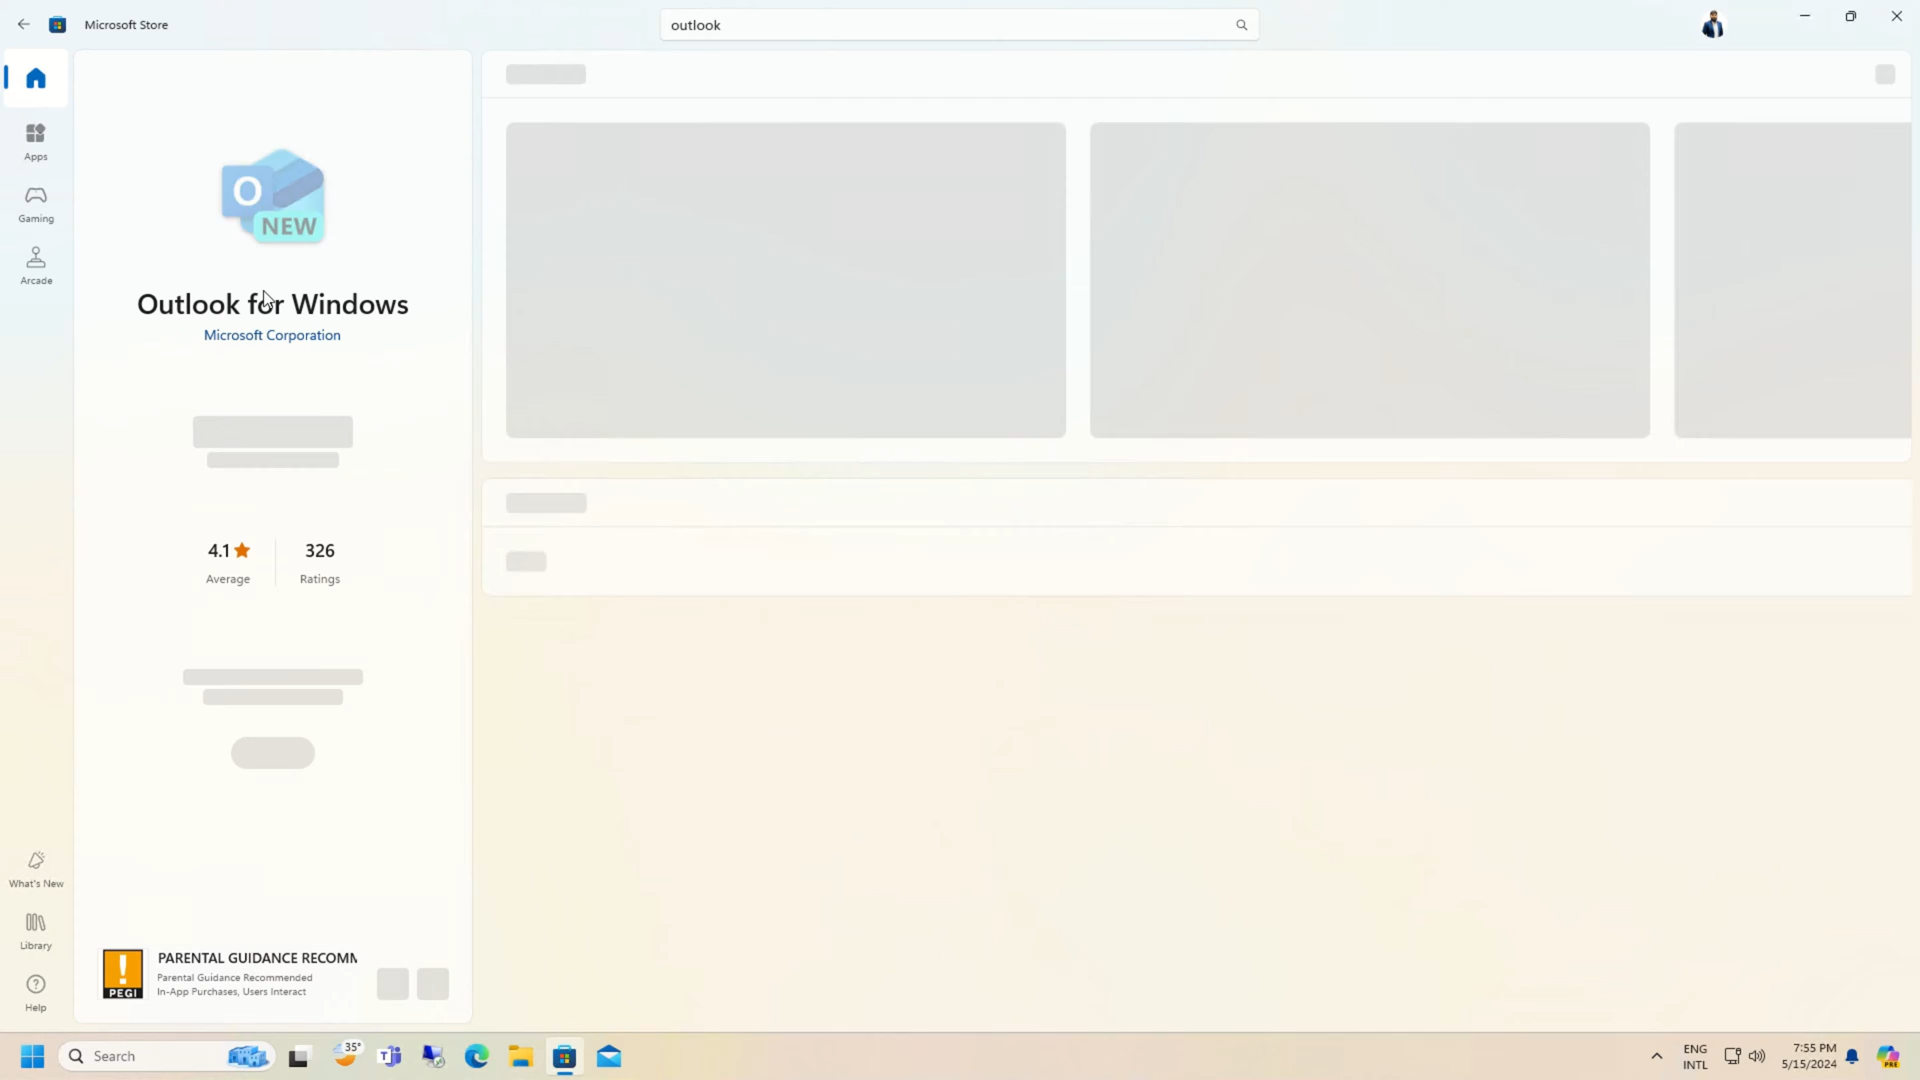 Microsoft Store
outlook
Apps
Gaming
Arcade
O
NEW
Outlook for Windows
Microsoft Corporation
4.1
Average
326
Ratings
What's New
Library
Help
PEGI
PARENTAL GUIDANCE RECOMM
Parental Guidance Recommended
In-App Purchases, Users Interact
Search
35°
ENG
INTL
7:55 PM
5/15/2024
PRE